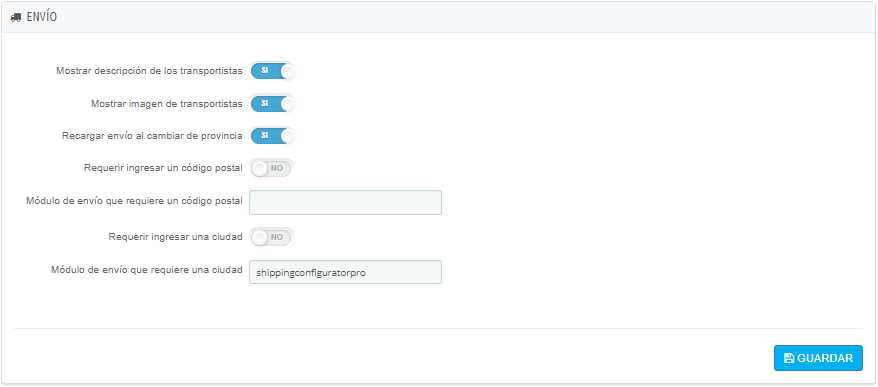 ENVÍO
Mostrar descripción de los transportistas SI
Mostrar imagen de transportistas SI
Recargar envío al cambiar de provincia SI
Requerir ingresar un código postal NO
Módulo de envío que requiere un código postal
Requerir ingresar una ciudad NO
Módulo de envío que requiere una ciudad shippingconfiguratorpro
GUARDAR